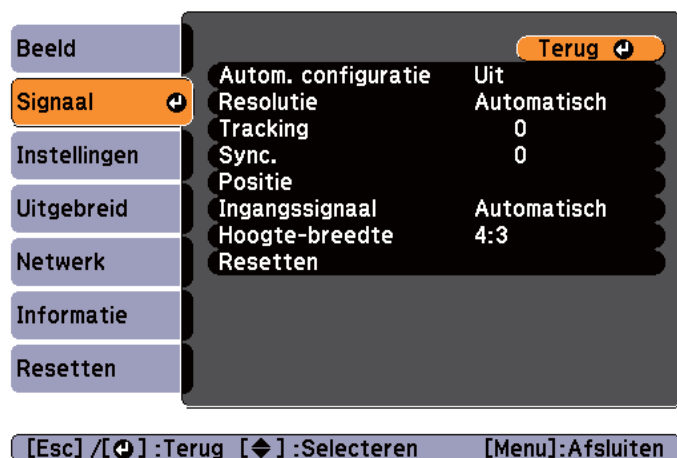 Beeld
Signaal
Instellingen
Uitgebreid
Netwerk
Informatie
Resetten
Terug
Autom. configuratie Uit
Resolutie Automatisch
Tracking 0
Sync. 0
Positie
Ingangssignaal Automatisch
Hoogte-breedte 4:3
Resetten
[Esc] /[⏎] :Terug [◆] :Selecteren [Menu]:Afsluiten